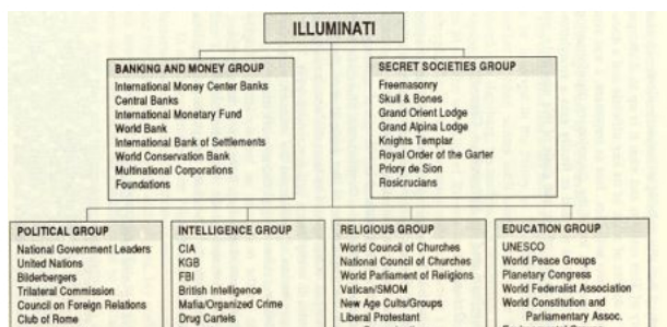 ILLUMINATI
BANKING AND MONEY GROUP
International Money Center Banks
Central Banks
International Monetary Fund
World Bank
International Bank of Settlements
World Conservation Bank
Multinational Corporations
Foundations
SECRET SOCIETIES GROUP
Freemasonry
Skull & Bones
Grand Orient Lodge
Grand Alpina Lodge
Knights Templar
Royal Order of the Garter
Priory de Sion
Rosicrucians
POLITICAL GROUP
National Government Leaders
United Nations
Bilderbergers
Trilateral Commission
Council on Foreign Relations
Club of Rome
INTELLIGENCE GROUP
CIA
KGB
FBI
British Intelligence
Mafia/Organized Crime
Drug Cartels
RELIGIOUS GROUP
World Council of Churches
National Council of Churches
World Parliament of Religions
Vatican/SMOM
New Age Cults/Groups
Liberal Protestant
EDUCATION GROUP
UNESCO
World Peace Groups
Planetary Congress
World Federalist Association
World Constitution and
Parliamentary Assoc.